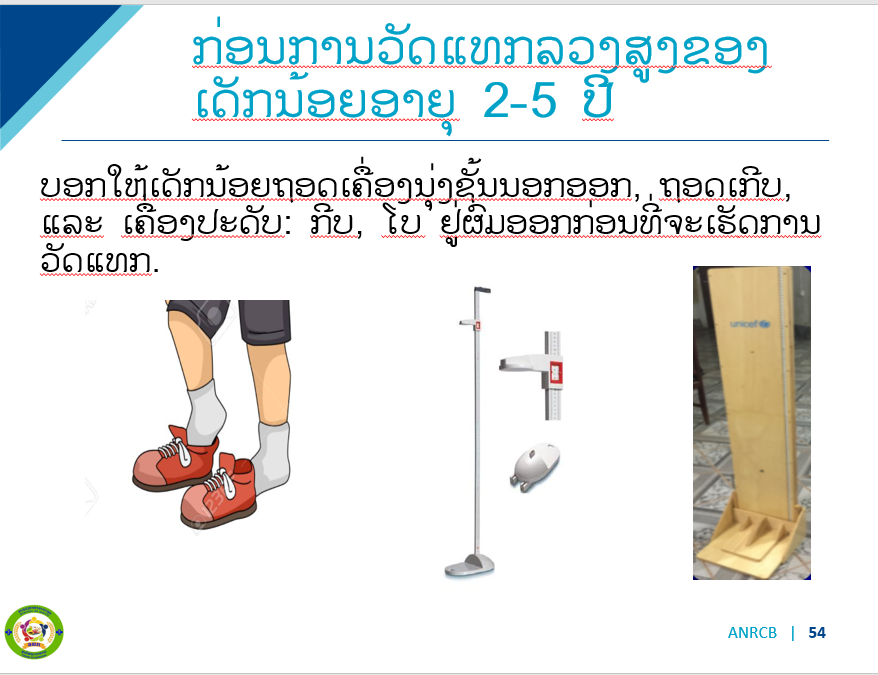 ກ່ອນການວັດແທກລວງສູງຂອງ
ເດັກນ້ອຍອາຍຸ 2-5 ປີ
ບອກໃຫ້ເດັກນ້ອຍຖອດເຄື່ອງນຸ່ງຊັ້ນນອກອອກ, ຖອດເກີບ,
ແລະ ເຄື່ອງປະດັບ: ກີບ, ໂບ ຢູ່ຜົມອອກກ່ອນທີ່ຈະເຮັດການ
ວັດແທກ.
unicef
ANRCB | 54